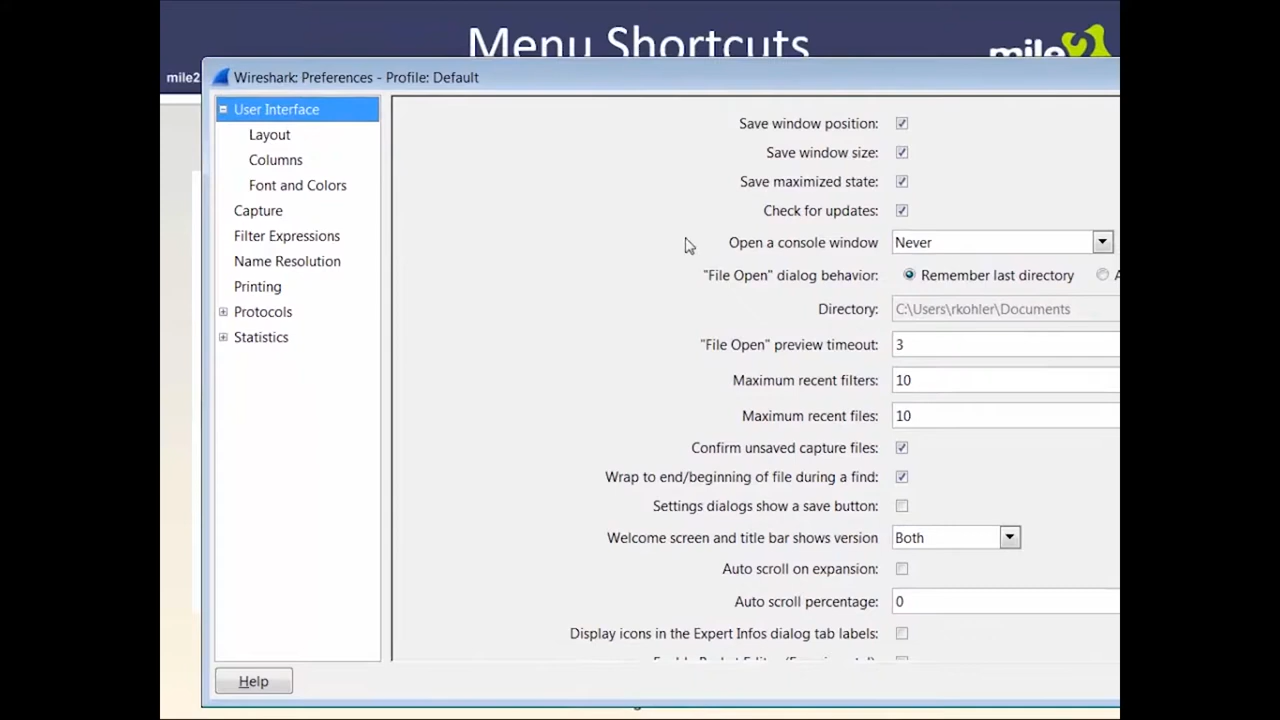 Menu Shortcuts
mile2
mile2
Wireshark: Preferences - Profile: Default
User Interface
Layout
Columns
Font and Colors
Capture
Filter Expressions
Name Resolution
Printing
Protocols
Statistics
Save window position:
Save window size:
Save maximized state:
Check for updates:
Open a console window Never
"File Open" dialog behavior: Remember last directory A
Directory: C:\Users\rkohler\Documents
"File Open" preview timeout: 3
Maximum recent filters: 10
Maximum recent files: 10
Confirm unsaved capture files:
Wrap to end/beginning of file during a find:
Settings dialogs show a save button:
Welcome screen and title bar shows version Both
Auto scroll on expansion:
Auto scroll percentage: 0
Display icons in the Expert Infos dialog tab labels:
Help